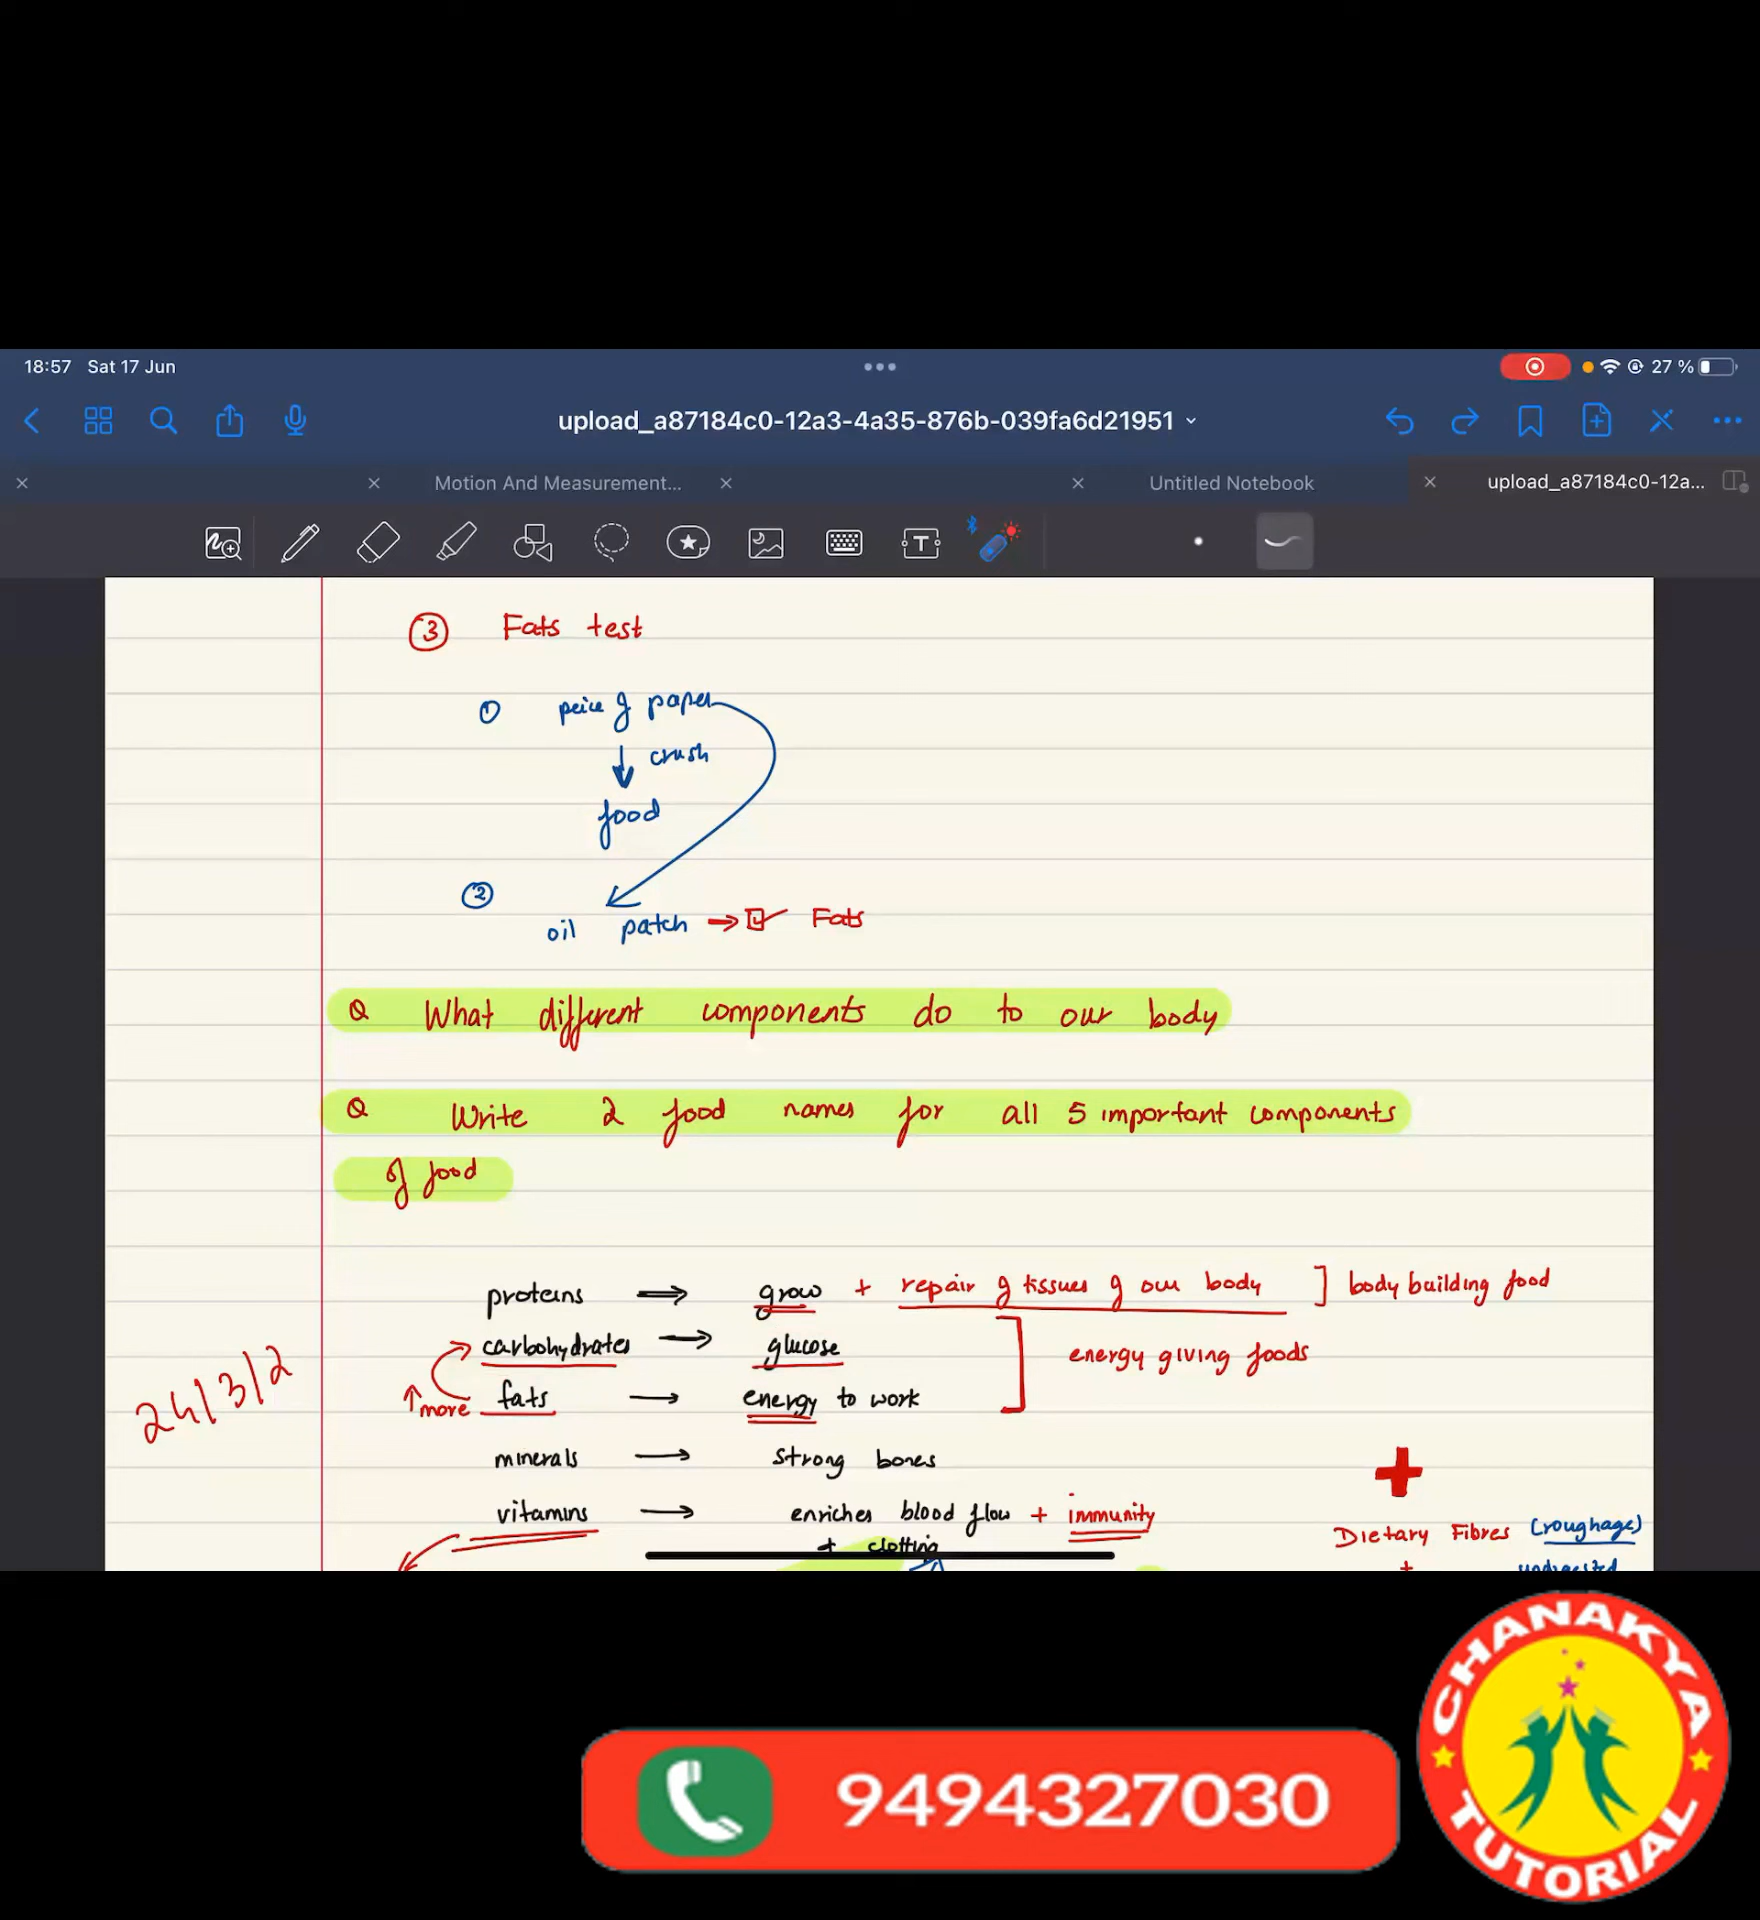 18:57 Sat 17 Jun
27 %
upload_a87184c0-12a3-4a35-876b-039fa6d21951
Motion And Measurement...
Untitled Notebook
upload_a87184c0-12a...
T
3 Fats test
1 peice of paper
crush
food
2
oil patch → Fats
Q What different components do to our body
Q Write 2 food names for all 5 important components
of food
proteins → grow + repair of tissues of our body ] body building food
carbohydrates → glucose
energy giving foods
↑more fats → energy to work
24/3/2
minerals → strong bones
+
vitamins → enriches blood flow + immunity
+ clotting
Dietary Fibres (roughage)
+ undigested
CHANAKYA TUTORIAL
9494327030